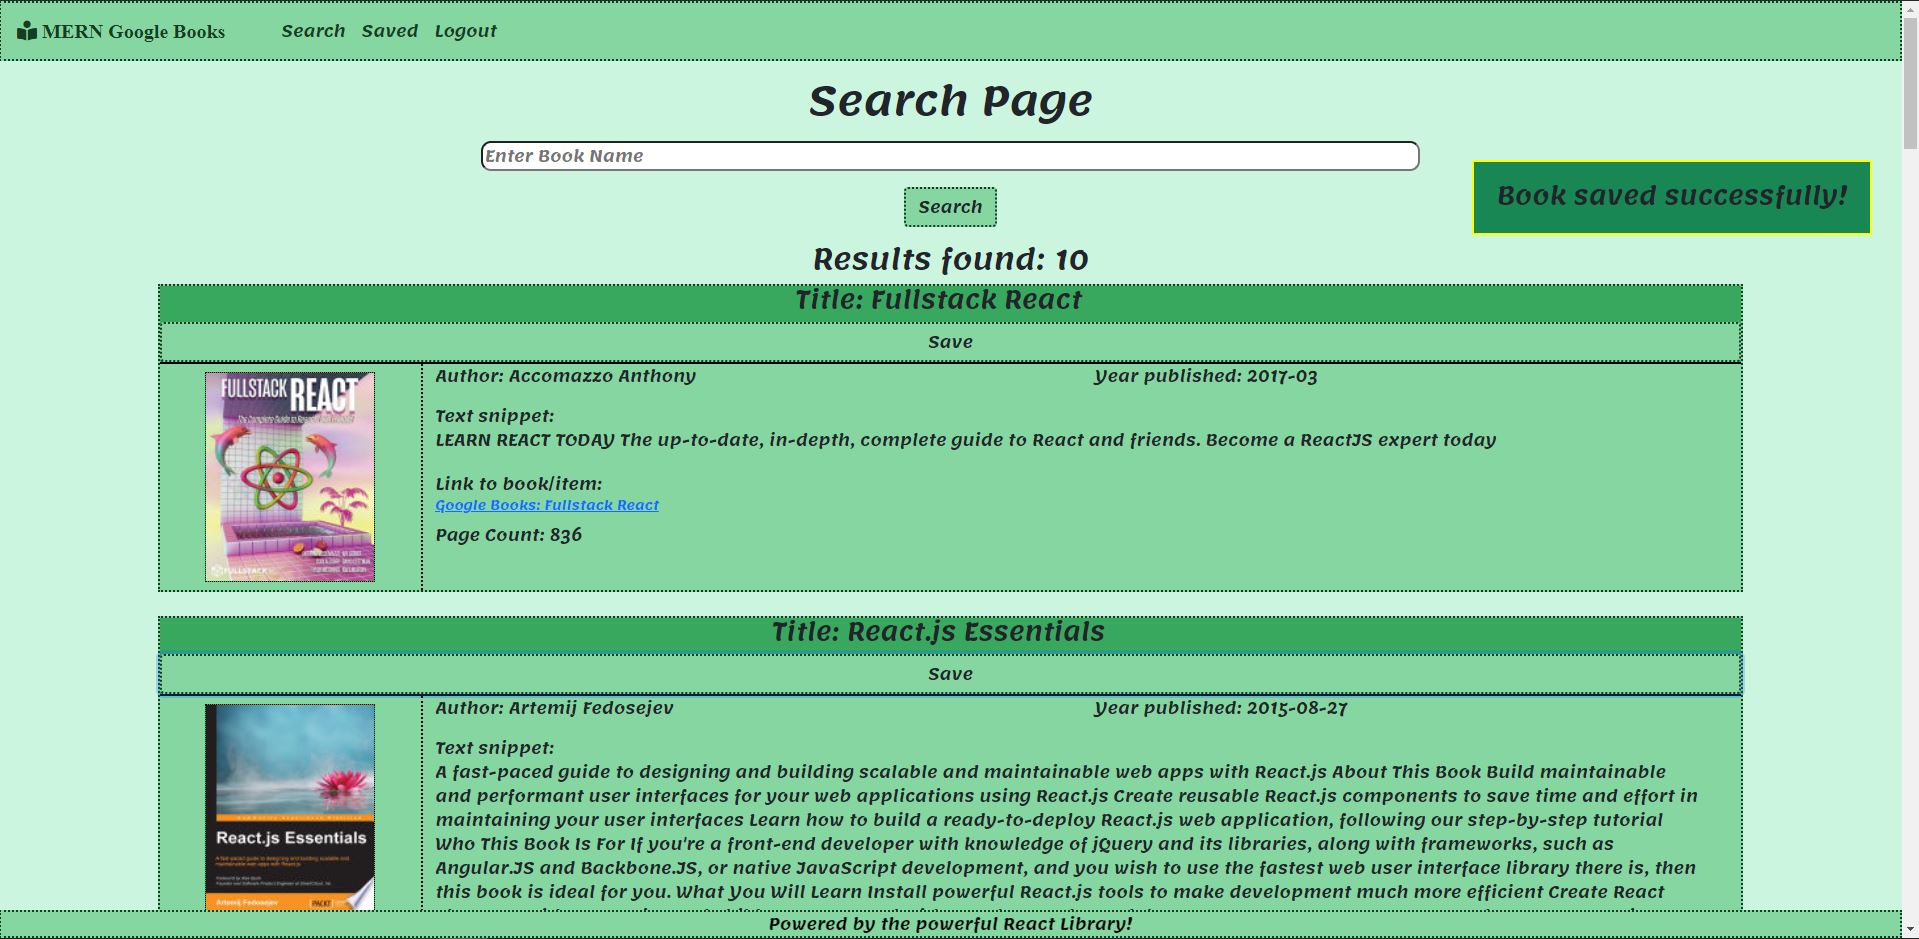 MERN Google Books Search Saved Logout
Search Page
Enter Book Name
Search
Book saved successfully!
Results found: 10
Title: Fullstack React
Save
FULLSTACK REACT
Author: Accomazzo Anthony Year published: 2017-03
Text snippet:
LEARN REACT TODAY The up-to-date, in-depth, complete guide to React and friends. Become a ReactJS expert today
Link to book/item:
Google Books: Fullstack React
Page Count: 836
FULLSTACK
Title: React.js Essentials
Save
Author: Artemij Fedosejev Year published: 2015-08-27
Text snippet:
A fast-paced guide to designing and building scalable and maintainable web apps with React.js About This Book Build maintainable
and performant user interfaces for your web applications using React.js Create reusable React.js components to save time and effort in
maintaining your user interfaces Learn how to build a ready-to-deploy React.js web application, following our step-by-step tutorial
Who This Book Is For If you're a front-end developer with knowledge of jQuery and its libraries, along with frameworks, such as
Angular.JS and Backbone.JS, or native JavaScript development, and you wish to use the fastest web user interface library there is, then
this book is ideal for you. What You Will Learn Install powerful React.js tools to make development much more efficient Create React
React.js Essentials
Artemij Fedosejev PACKT
Powered by the powerful React Library!